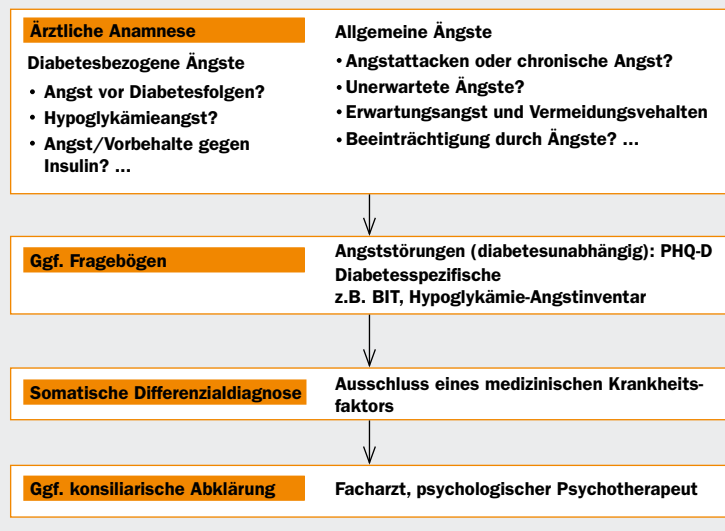 Ärztliche Anamnese
Diabetesbezogene Ängste
• Angst vor Diabetesfolgen?
• Hypoglykämieangst?
• Angst/Vorbehalte gegen
Insulin? ...
Allgemeine Ängste
• Angstattacken oder chronische Angst?
• Unerwartete Ängste?
• Erwartungsangst und Vermeidungsvehalten
• Beeinträchtigung durch Ängste? ...
Ggf. Fragebögen
Angststörungen (diabetesunabhängig): PHQ-D
Diabetesspezifische
z.B. BIT, Hypoglykämie-Angstinventar
Somatische Differenzialdiagnose
Ausschluss eines medizinischen Krankheits-
faktors
Ggf. konsiliarische Abklärung
Facharzt, psychologischer Psychotherapeut